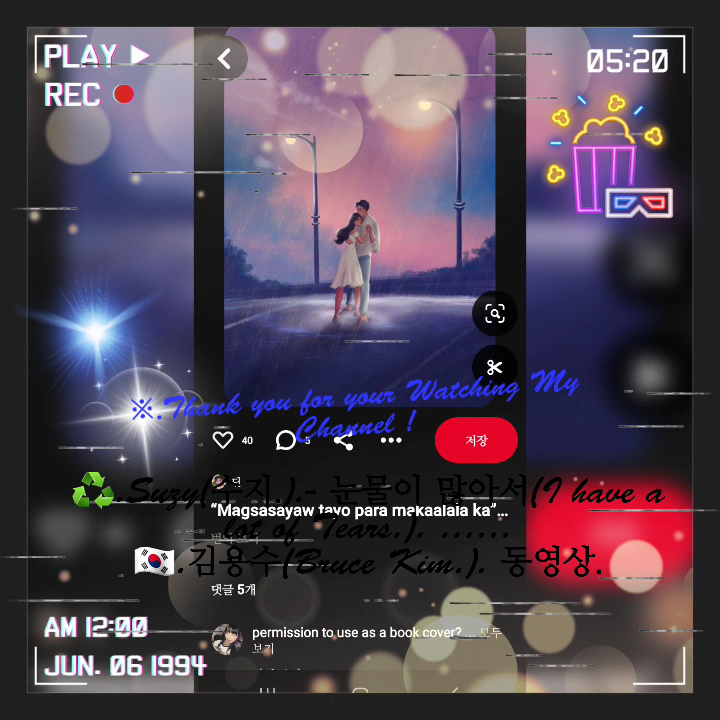 PLAY
REC
05:20
※.Thank you for your Watching My
Channel !
40
5
저장
♻️.Suzy(수지.).- 눈물이 많아서(I have a
lot of Tears.). ......
“Magsasayaw tayo para makaalala ka”...
🇰🇷.김용수(Bruce Kim.). 동영상.
댓글 5개
permission to use as a book cover? ... 모두
보기
AM 12:00
JUN. 06 1994